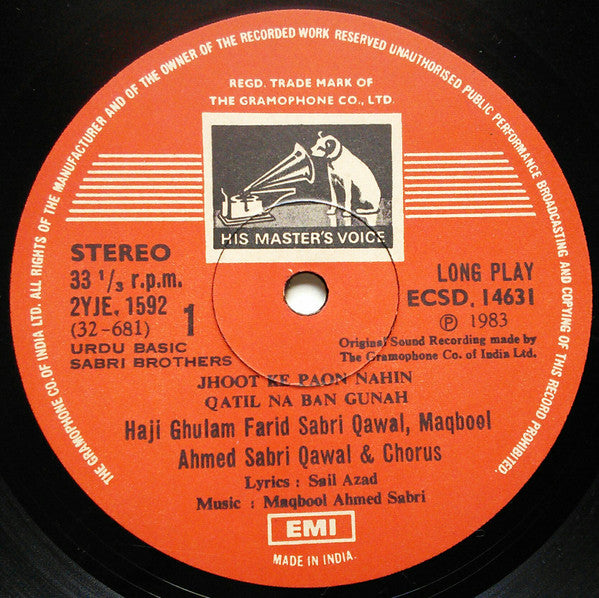 THE GRAMOPHONE CO. OF INDIA LTD. ALL RIGHTS OF THE MANUFACTURER AND OF THE OWNER OF THE RECORDED WORK RESERVED UNAUTHORISED PUBLIC PERFORMANCE BROADCASTING AND COPYING OF THIS RECORD PROHIBITED.
REGD. TRADE MARK OF
THE GRAMOPHONE CO., LTD.
HIS MASTER'S VOICE
STEREO
33 1/3 r.p.m.
2YJE. 1592
(32-681)
1
URDU BASIC
SABRI BROTHERS
LONG PLAY
ECSD. 14631
Ⓟ 1983
Original Sound Recording made by
The Gramophone Co. of India Ltd.
JHOOT KE PAON NAHIN
QATIL NA BAN GUNAH
Haji Ghulam Farid Sabri Qawal, Maqbool
Ahmed Sabri Qawal & Chorus
Lyrics : Sail Azad
Music : Maqbool Ahmed Sabri
EMI
MADE IN INDIA.